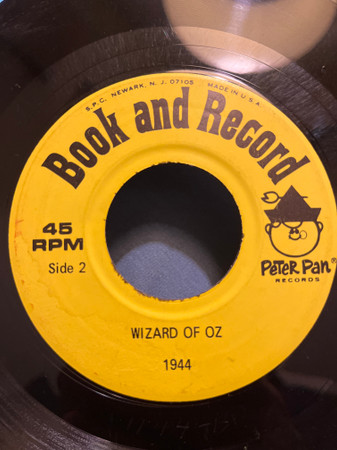 S.P.C. NEWARK, N. J. 07105 MADE IN U.S.A.
Book and Record
45
RPM
Side 2
PETER PAN®
RECORDS
WIZARD OF OZ
1944